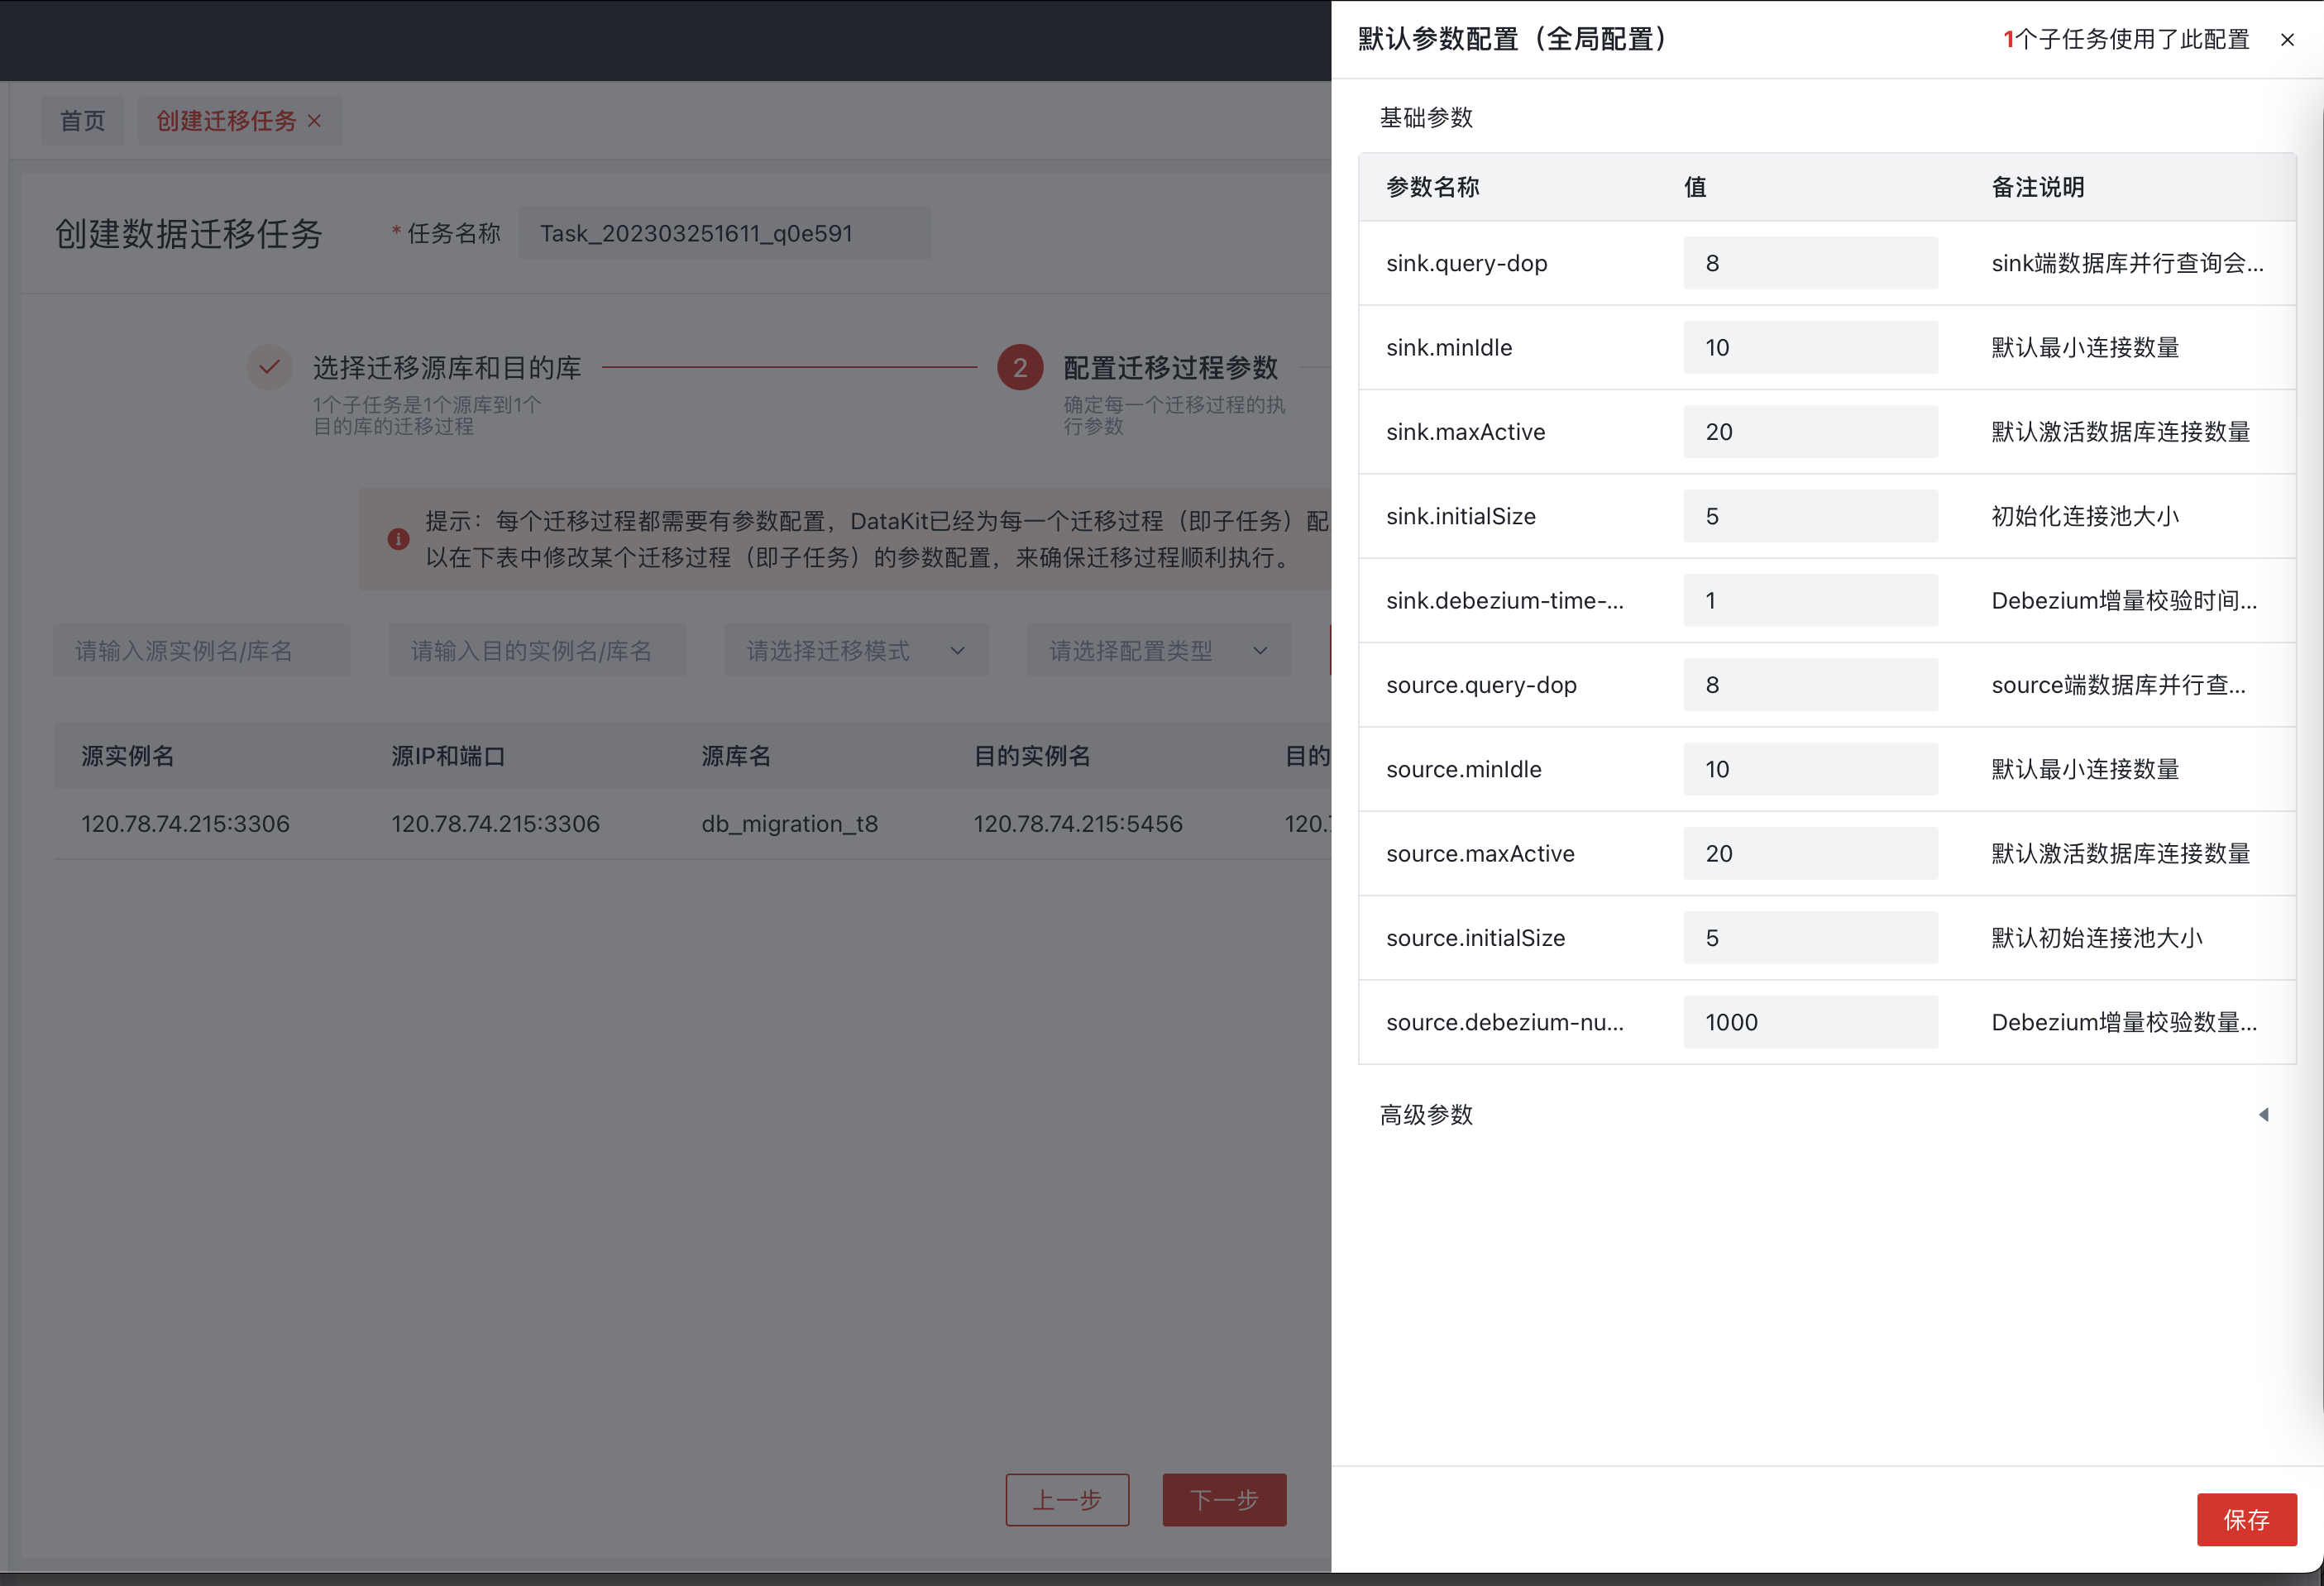 首页
创建迁移任务
创建数据迁移任务
* 任务名称
Task_202303251611_q0e591
选择迁移源库和目的库
1个子任务是1个源库到1个
目的库的迁移过程
2
配置迁移过程参数
确定每一个迁移过程的执
行参数
提示：每个迁移过程都需要有参数配置，DataKit已经为每一个迁移过程（即子任务）配
以在下表中修改某个迁移过程（即子任务）的参数配置，来确保迁移过程顺利执行。
请输入源实例名/库名
请输入目的实例名/库名
请选择迁移模式
请选择配置类型
源实例名 源IP和端口 源库名 目的实例名 目的
120.78.74.215:3306 120.78.74.215:3306 db_migration_t8 120.78.74.215:5456 120.
上一步
下一步
默认参数配置（全局配置）
1个子任务使用了此配置
基础参数
参数名称 值 备注说明
sink.query-dop 8 sink端数据库并行查询会...
sink.minIdle 10 默认最小连接数量
sink.maxActive 20 默认激活数据库连接数量
sink.initialSize 5 初始化连接池大小
sink.debezium-time-... 1 Debezium增量校验时间...
source.query-dop 8 source端数据库并行查...
source.minIdle 10 默认最小连接数量
source.maxActive 20 默认激活数据库连接数量
source.initialSize 5 默认初始连接池大小
source.debezium-nu... 1000 Debezium增量校验数量...
高级参数
保存